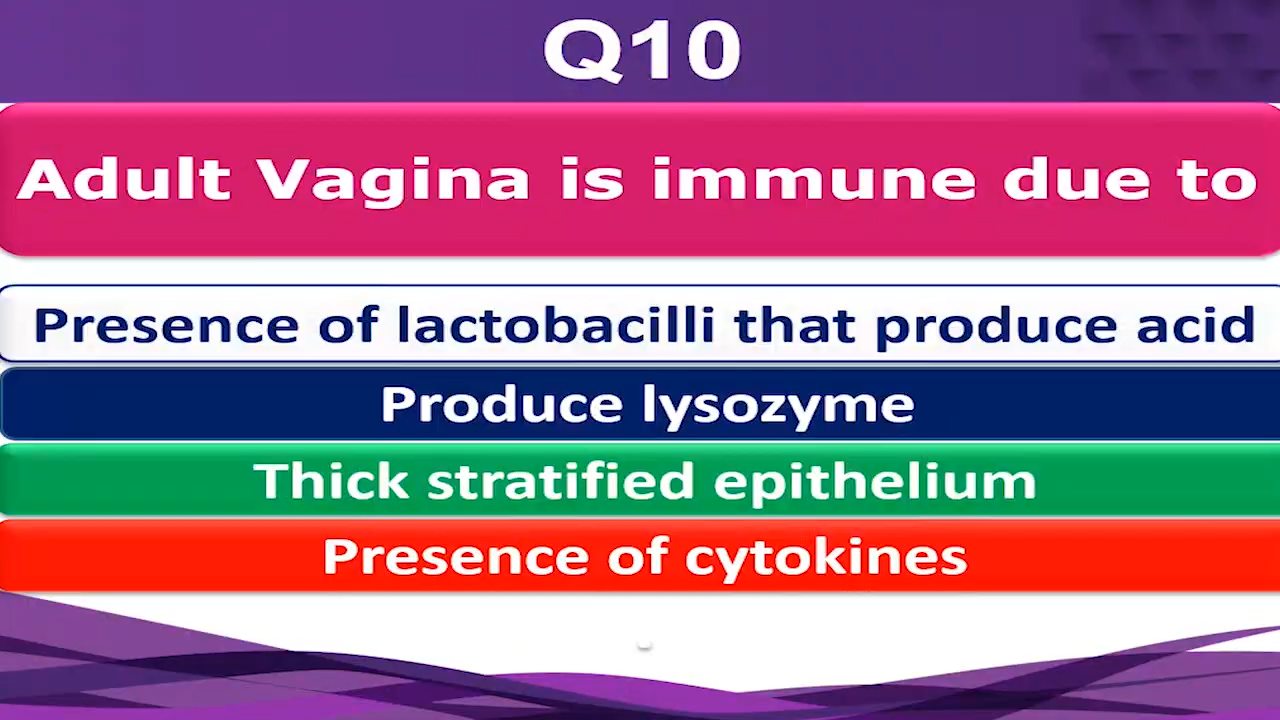 Q10
Adult Vagina is immune due to
Presence of lactobacilli that produce acid
Produce lysozyme
Thick stratified epithelium
Presence of cytokines